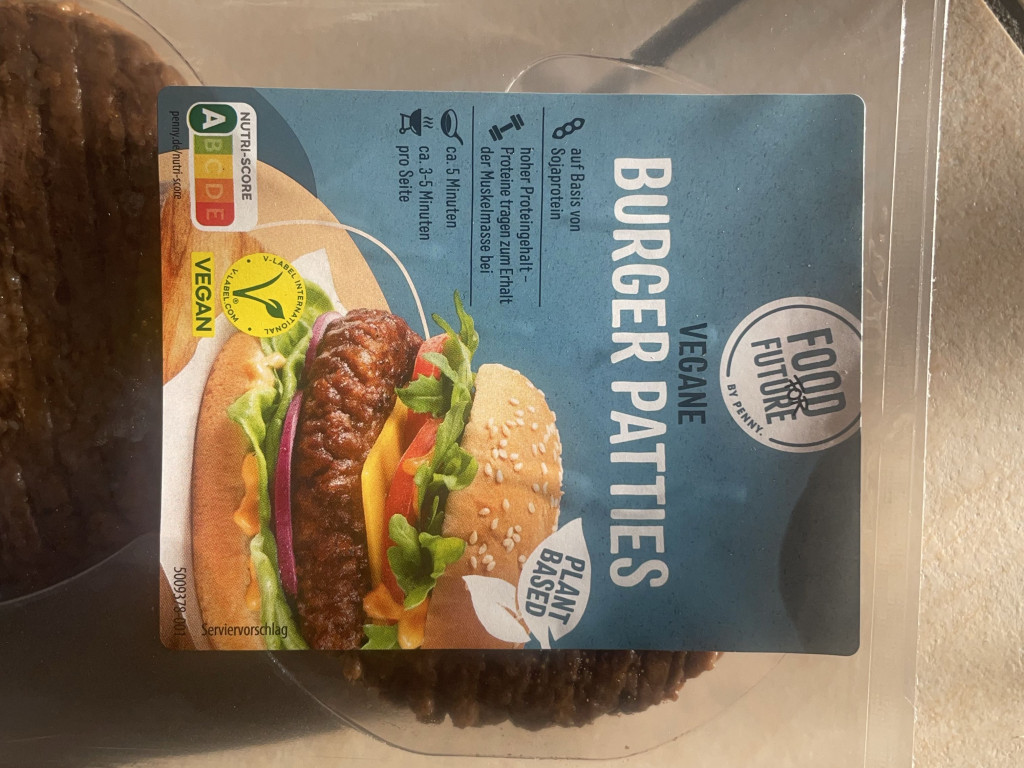 FOOD
FOR
FUTURE
BY PENNY.
VEGANE
BURGER PATTIES
auf Basis von
Sojaprotein
hoher Proteingehalt –
Proteine tragen zum Erhalt
der Muskelmasse bei
ca. 5 Minuten
ca. 3-5 Minuten
pro Seite
PLANT
BASED
NUTRI-SCORE
A B C D E
penny.de/nutri-score
V-LABEL INTERNATIONAL
V-LABEL.COM
®
VEGAN
Serviervorschlag